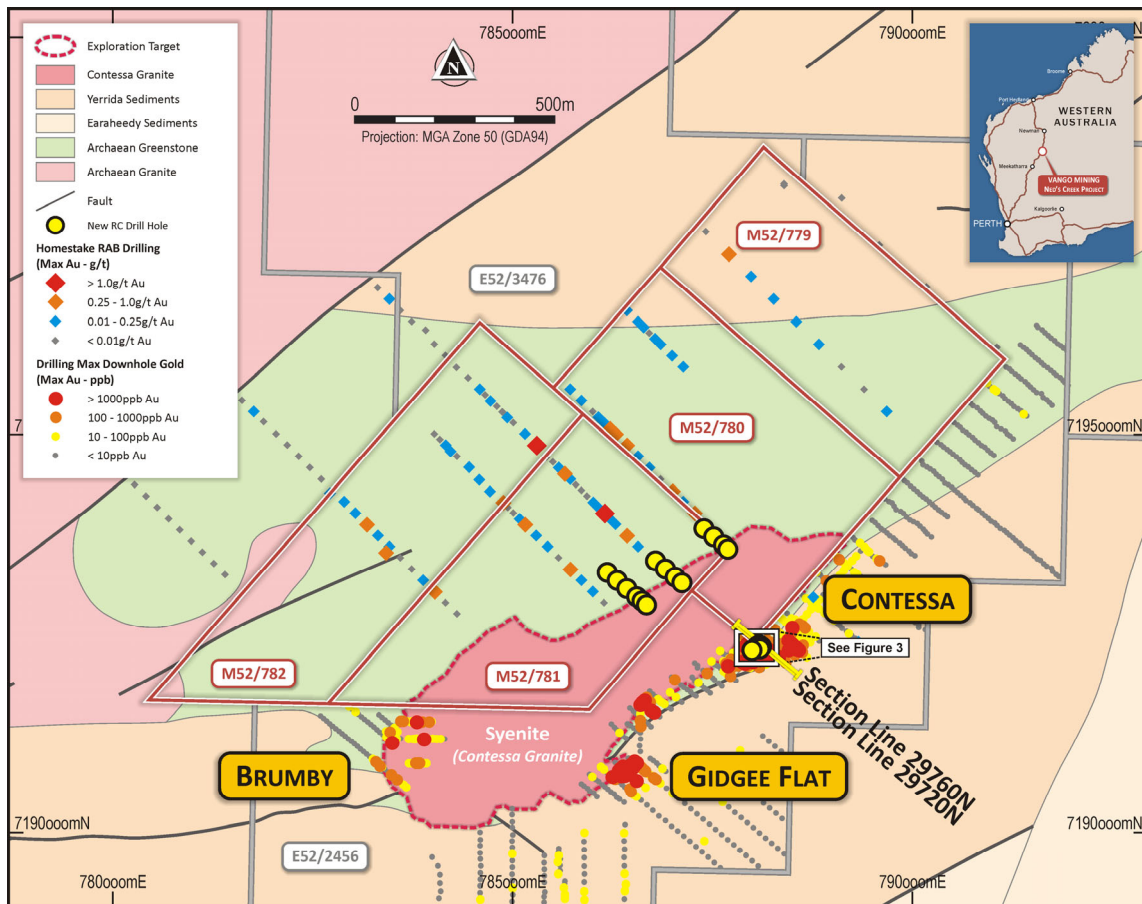 785000mE
790000mE
Exploration Target
Contessa Granite
Yerrida Sediments
Earaheedy Sediments
Archaean Greenstone
Archaean Granite
Fault
New RC Drill Hole
Homestake RAB Drilling
(Max Au - g/t)
> 1.0g/t Au
0.25 - 1.0g/t Au
0.01 - 0.25g/t Au
< 0.01g/t Au
Drilling Max Downhole Gold
(Max Au - ppb)
> 1000ppb Au
100 - 1000ppb Au
10 - 100ppb Au
< 10ppb Au
N
0
500m
Projection: MGA Zone 50 (GDA94)
Broome
Port Hedland
WESTERN
AUSTRALIA
Newman
Meekatharra
VANGO MINING
NED'S CREEK PROJECT
Kalgoorlie
PERTH
M52/779
E52/3476
M52/780
7195000mN
CONTESSA
See Figure 3
M52/782
M52/781
Section Line 29760N
Section Line 29720N
Syenite
(Contessa Granite)
BRUMBY
GIDGEE FLAT
7190000mN
7190000mN
E52/2456
780000mE
785000mE
790000mE